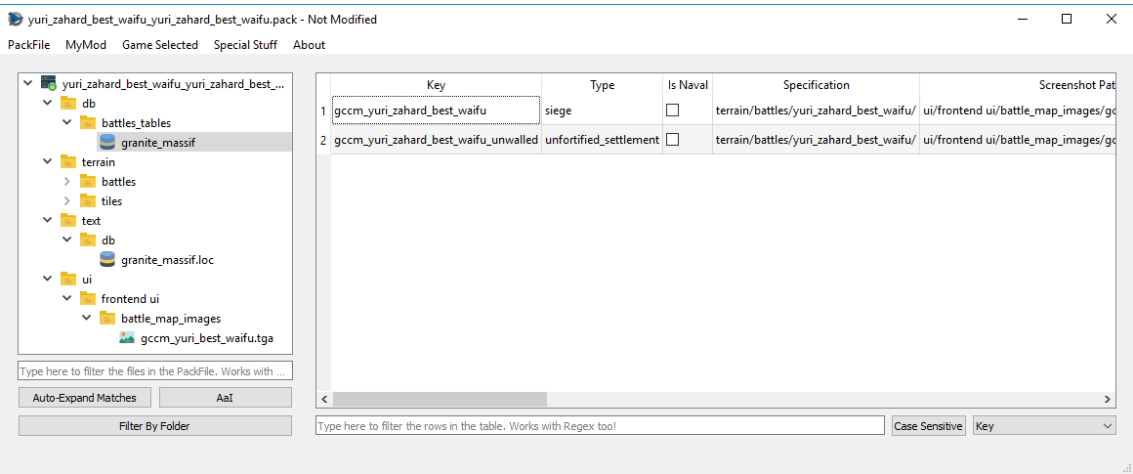 yuri_zahard_best_waifu_yuri_zahard_best_waifu.pack - Not Modified
PackFile MyMod Game Selected Special Stuff About
yuri_zahard_best_waifu_yuri_zahard_best_...
db
battles_tables
granite_massif
terrain
battles
tiles
text
db
granite_massif.loc
ui
frontend ui
battle_map_images
gccm_yuri_best_waifu.tga
Type here to filter the files in the PackFile. Works with ...
Auto-Expand Matches AaI
Filter By Folder
Key Type Is Naval Specification Screenshot Pat
1 gccm_yuri_zahard_best_waifu siege terrain/battles/yuri_zahard_best_waifu/ ui/frontend ui/battle_map_images/gc
2 gccm_yuri_zahard_best_waifu_unwalled unfortified_settlement terrain/battles/yuri_zahard_best_waifu/ ui/frontend ui/battle_map_images/gc
Type here to filter the rows in the table. Works with Regex too! Case Sensitive Key